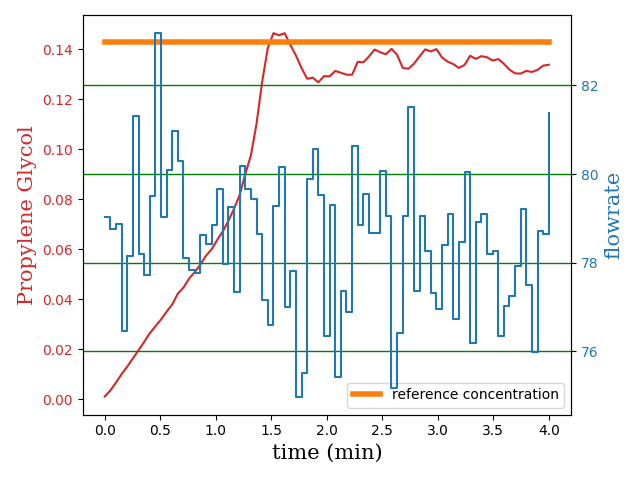 Propylene Glycol
0.14
0.12
0.10
0.08
0.06
0.04
0.02
0.00
82
80
78
76
flowrate
reference concentration
0.0 0.5 1.0 1.5 2.0 2.5 3.0 3.5 4.0
time (min)